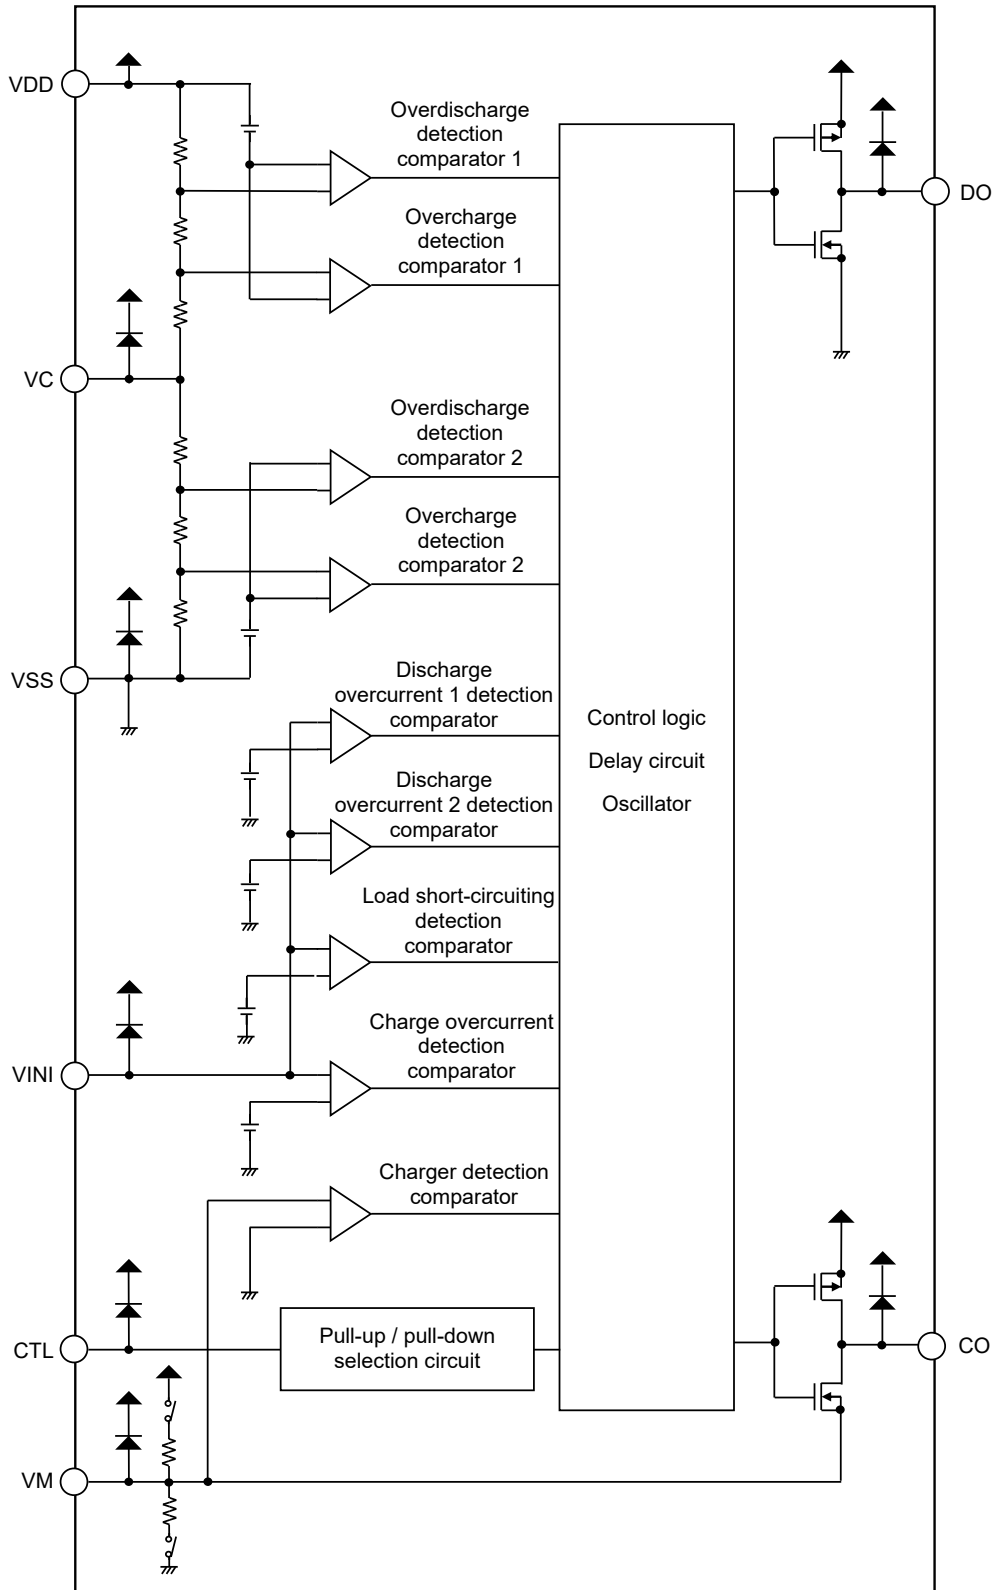 VDD
Overdischarge
detection
comparator 1
DO
Overcharge
detection
comparator 1
VC
Overdischarge
detection
comparator 2
Overcharge
detection
comparator 2
VSS
Discharge
overcurrent 1 detection
comparator
Control logic
Delay circuit
Oscillator
Discharge
overcurrent 2 detection
comparator
Load short-circuiting
detection
comparator
Charge overcurrent
detection
comparator
VINI
Charger detection
comparator
Pull-up / pull-down
selection circuit
CTL
CO
VM